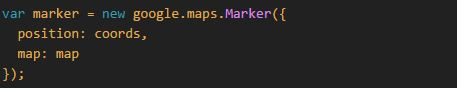 var marker = new google.maps.Marker({
  position: coords,
  map: map
});